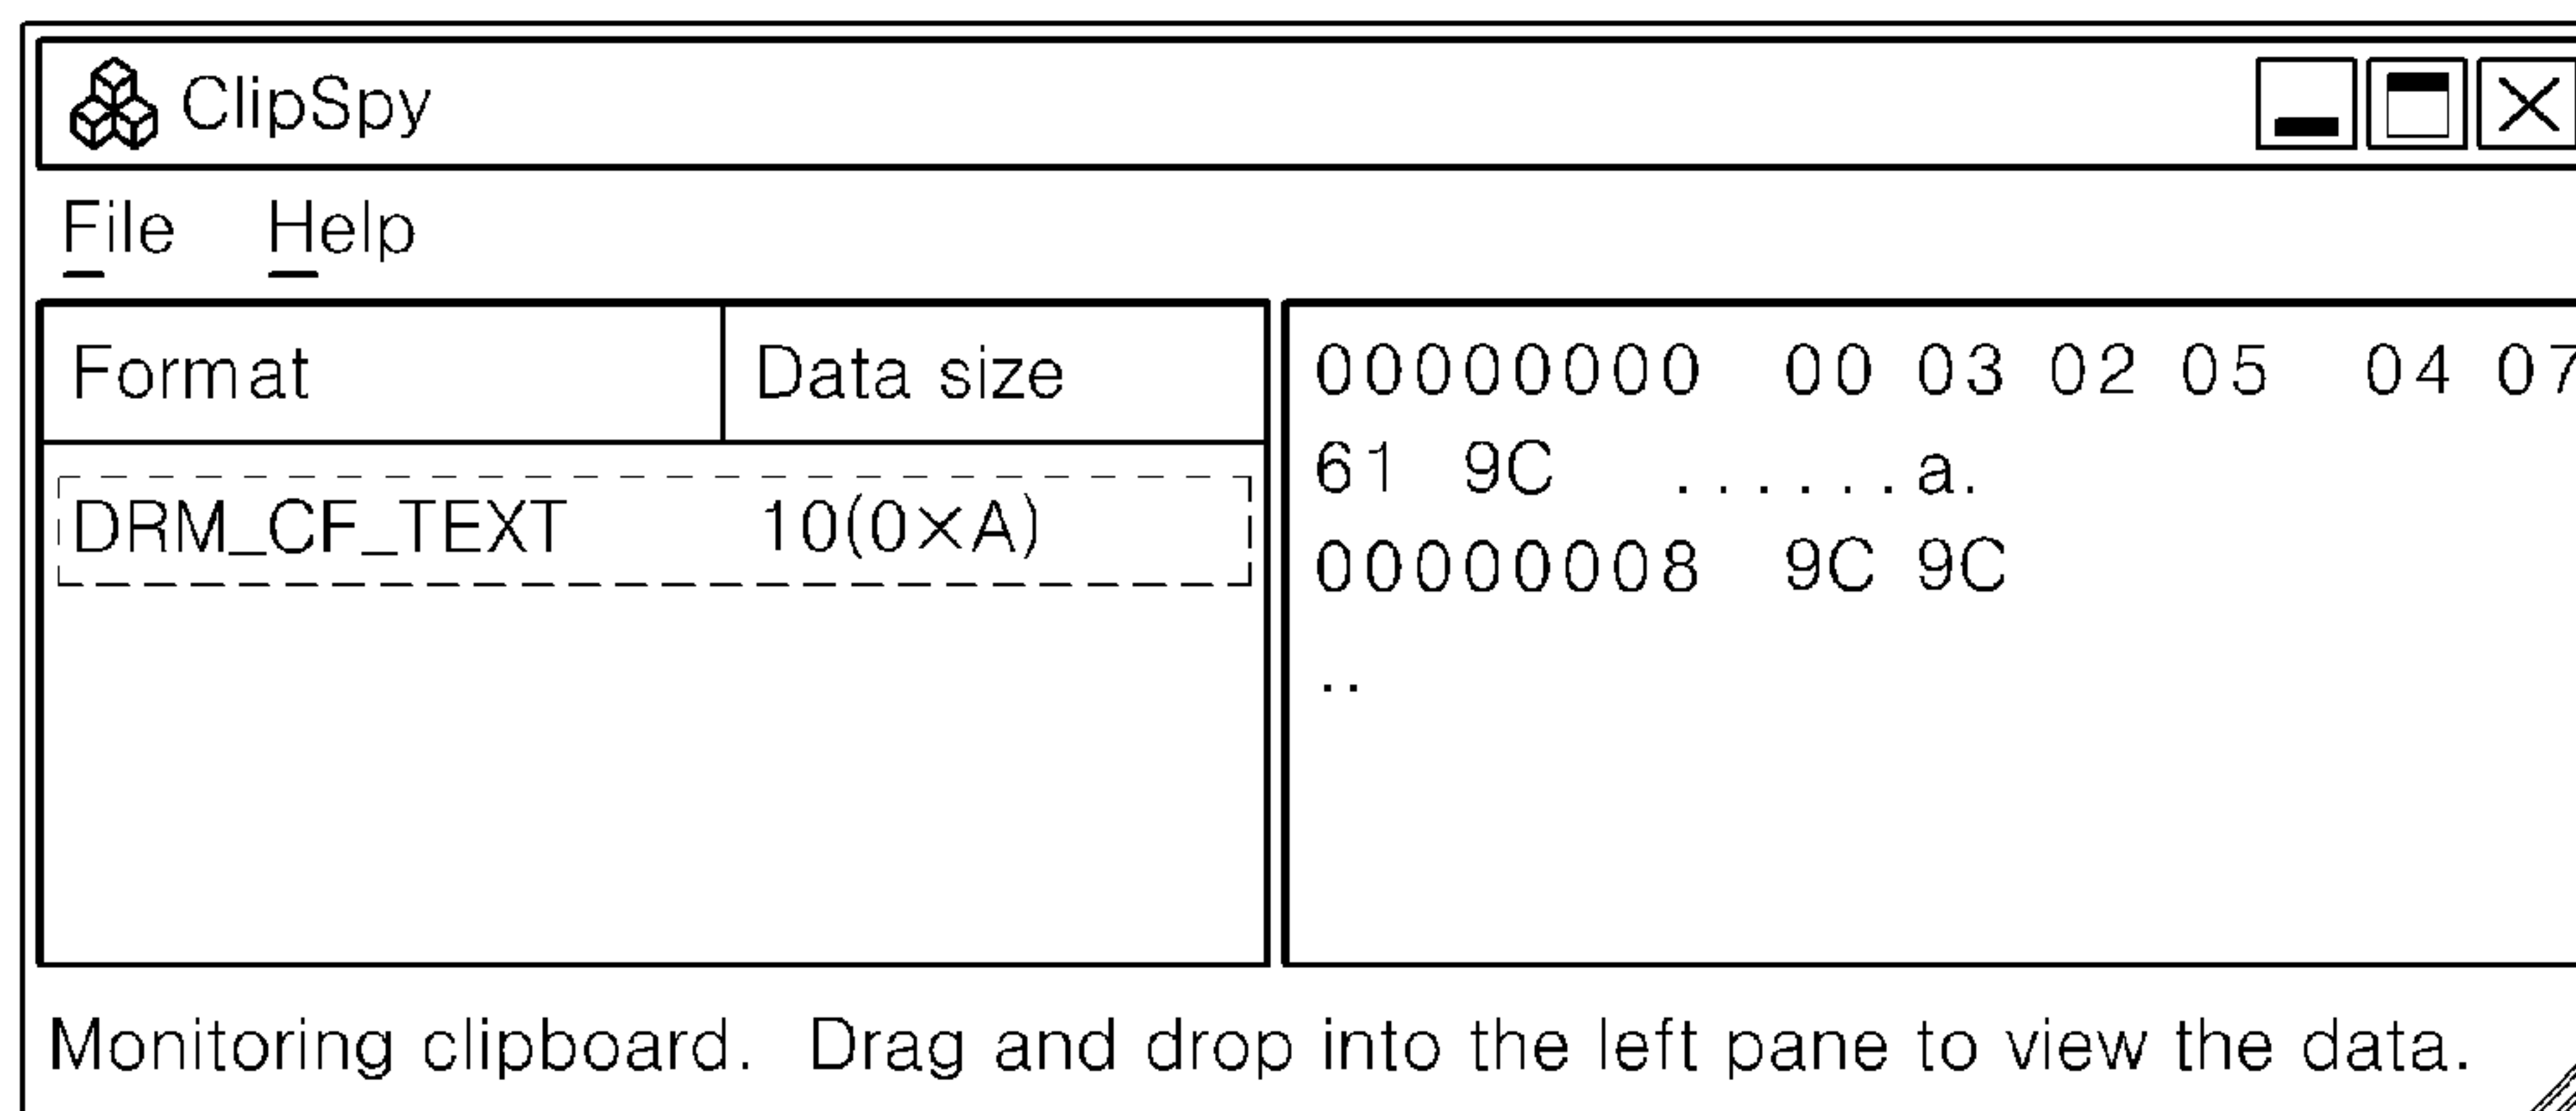 ClipSpy
File Help
Format Data size
DRM_CF_TEXT 10(0×A)
00000000 00 03 02 05 04 07
61 9C ......a.
00000008 9C 9C
..
Monitoring clipboard. Drag and drop into the left pane to view the data.